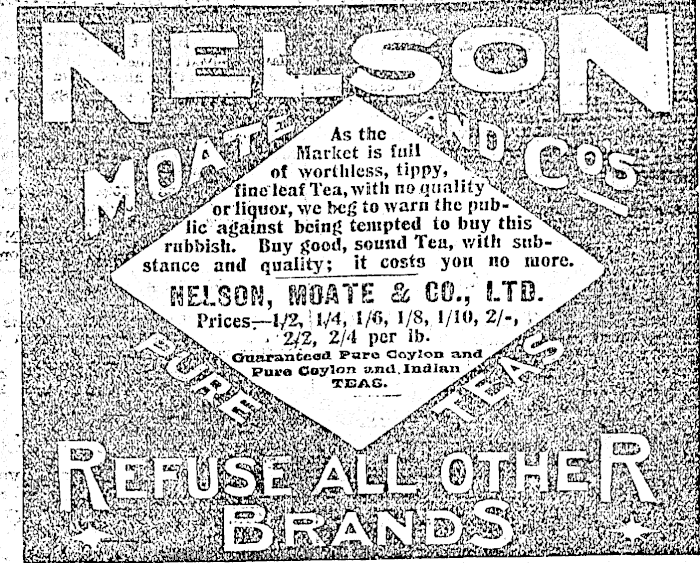 NELSON
MOATE AND CO'S
As the
Market is full
of worthless, tippy,
fine leaf Tea, with no quality
or liquor, we beg to warn the pub-
lic against being tempted to buy this
rubbish. Buy good, sound Tea, with sub-
stance and quality; it costs you no more.
NELSON, MOATE & CO., LTD.
Prices—1/2, 1/4, 1/6, 1/8, 1/10, 2/-,
2/2, 2/4 per lb.
Guaranteed Pure Ceylon and
Pure Ceylon and Indian
TEAS.
PURE TEAS
REFUSE ALL OTHER
BRANDS